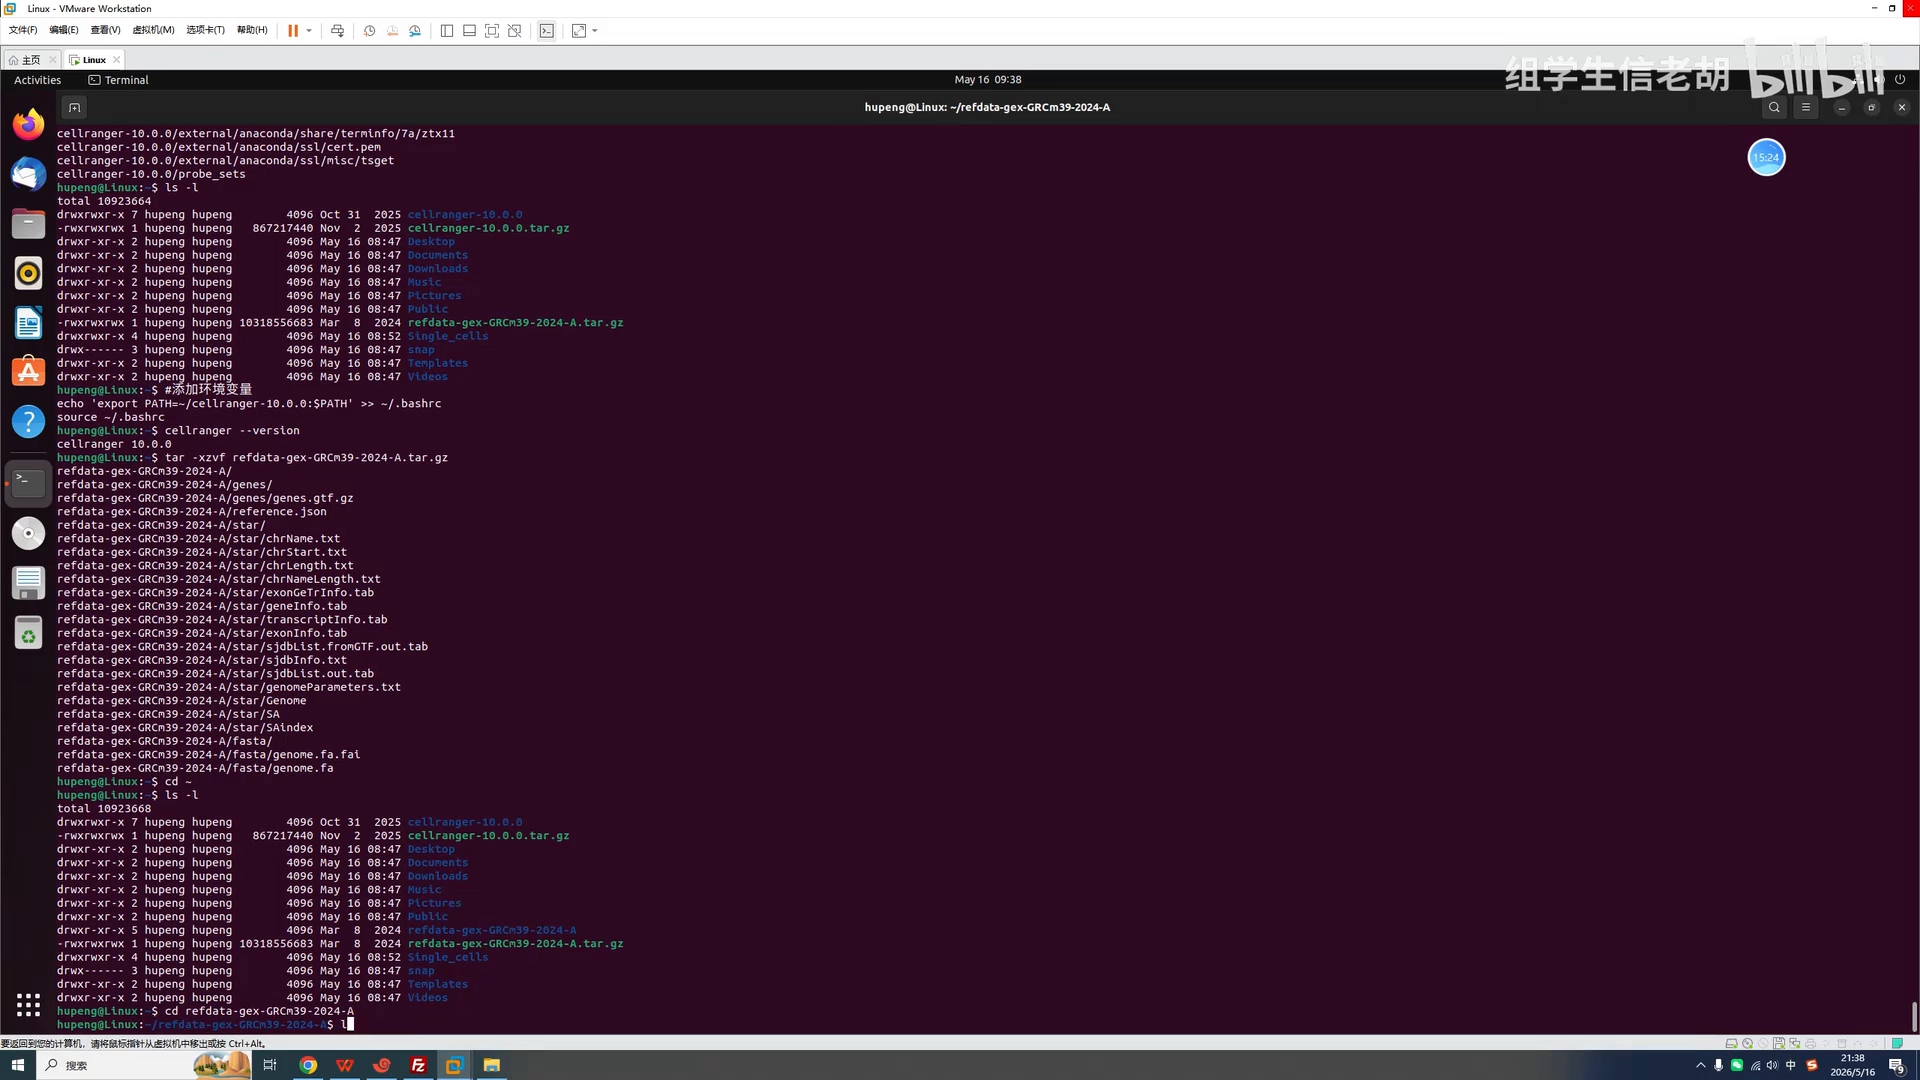 Linux - VMware Workstation
文件(F) 编辑(E) 查看(V) 虚拟机(M) 选项卡(T) 帮助(H)
主页 Linux
Activities Terminal May 16 09:38
组学生信老胡 bilibili
hupeng@Linux: ~/refdata-gex-GRCm39-2024-A
15:24
cellranger-10.0.0/external/anaconda/share/terminfo/7a/ztx11
cellranger-10.0.0/external/anaconda/ssl/cert.pem
cellranger-10.0.0/external/anaconda/ssl/misc/tsget
cellranger-10.0.0/probe_sets
hupeng@Linux:~$ ls -l
total 10923664
drwxrwxr-x 7 hupeng hupeng 4096 Oct 31 2025 cellranger-10.0.0
-rwxrwxrwx 1 hupeng hupeng 867217440 Nov 2 2025 cellranger-10.0.0.tar.gz
drwxr-xr-x 2 hupeng hupeng 4096 May 16 08:47 Desktop
drwxr-xr-x 2 hupeng hupeng 4096 May 16 08:47 Documents
drwxr-xr-x 2 hupeng hupeng 4096 May 16 08:47 Downloads
drwxr-xr-x 2 hupeng hupeng 4096 May 16 08:47 Music
drwxr-xr-x 2 hupeng hupeng 4096 May 16 08:47 Pictures
drwxr-xr-x 2 hupeng hupeng 4096 May 16 08:47 Public
-rwxrwxrwx 1 hupeng hupeng 10318556683 Mar 8 2024 refdata-gex-GRCm39-2024-A.tar.gz
drwxrwxr-x 4 hupeng hupeng 4096 May 16 08:52 Single_cells
drwx------ 3 hupeng hupeng 4096 May 16 08:47 snap
drwxr-xr-x 2 hupeng hupeng 4096 May 16 08:47 Templates
drwxr-xr-x 2 hupeng hupeng 4096 May 16 08:47 Videos
hupeng@Linux:~$ #添加环境变量
echo 'export PATH=~/cellranger-10.0.0:$PATH' >> ~/.bashrc
source ~/.bashrc
hupeng@Linux:~$ cellranger --version
cellranger 10.0.0
hupeng@Linux:~$ tar -xzvf refdata-gex-GRCm39-2024-A.tar.gz
refdata-gex-GRCm39-2024-A/
refdata-gex-GRCm39-2024-A/genes/
refdata-gex-GRCm39-2024-A/genes/genes.gtf.gz
refdata-gex-GRCm39-2024-A/reference.json
refdata-gex-GRCm39-2024-A/star/
refdata-gex-GRCm39-2024-A/star/chrName.txt
refdata-gex-GRCm39-2024-A/star/chrStart.txt
refdata-gex-GRCm39-2024-A/star/chrLength.txt
refdata-gex-GRCm39-2024-A/star/chrNameLength.txt
refdata-gex-GRCm39-2024-A/star/exonGeTrInfo.tab
refdata-gex-GRCm39-2024-A/star/geneInfo.tab
refdata-gex-GRCm39-2024-A/star/transcriptInfo.tab
refdata-gex-GRCm39-2024-A/star/exonInfo.tab
refdata-gex-GRCm39-2024-A/star/sjdbList.fromGTF.out.tab
refdata-gex-GRCm39-2024-A/star/sjdbInfo.txt
refdata-gex-GRCm39-2024-A/star/sjdbList.out.tab
refdata-gex-GRCm39-2024-A/star/genomeParameters.txt
refdata-gex-GRCm39-2024-A/star/Genome
refdata-gex-GRCm39-2024-A/star/SA
refdata-gex-GRCm39-2024-A/star/SAindex
refdata-gex-GRCm39-2024-A/fasta/
refdata-gex-GRCm39-2024-A/fasta/genome.fa.fai
refdata-gex-GRCm39-2024-A/fasta/genome.fa
hupeng@Linux:~$ cd ~
hupeng@Linux:~$ ls -l
total 10923668
drwxrwxr-x 7 hupeng hupeng 4096 Oct 31 2025 cellranger-10.0.0
-rwxrwxrwx 1 hupeng hupeng 867217440 Nov 2 2025 cellranger-10.0.0.tar.gz
drwxr-xr-x 2 hupeng hupeng 4096 May 16 08:47 Desktop
drwxr-xr-x 2 hupeng hupeng 4096 May 16 08:47 Documents
drwxr-xr-x 2 hupeng hupeng 4096 May 16 08:47 Downloads
drwxr-xr-x 2 hupeng hupeng 4096 May 16 08:47 Music
drwxr-xr-x 2 hupeng hupeng 4096 May 16 08:47 Pictures
drwxr-xr-x 2 hupeng hupeng 4096 May 16 08:47 Public
drwxr-xr-x 5 hupeng hupeng 4096 Mar 8 2024 refdata-gex-GRCm39-2024-A
-rwxrwxrwx 1 hupeng hupeng 10318556683 Mar 8 2024 refdata-gex-GRCm39-2024-A.tar.gz
drwxrwxr-x 4 hupeng hupeng 4096 May 16 08:52 Single_cells
drwx------ 3 hupeng hupeng 4096 May 16 08:47 snap
drwxr-xr-x 2 hupeng hupeng 4096 May 16 08:47 Templates
drwxr-xr-x 2 hupeng hupeng 4096 May 16 08:47 Videos
hupeng@Linux:~$ cd refdata-gex-GRCm39-2024-A
hupeng@Linux:~/refdata-gex-GRCm39-2024-A$ l
要返回到您的计算机，请将鼠标指针从虚拟机中移出或按 Ctrl+Alt。
搜索
中
21:38
2026/5/16
9